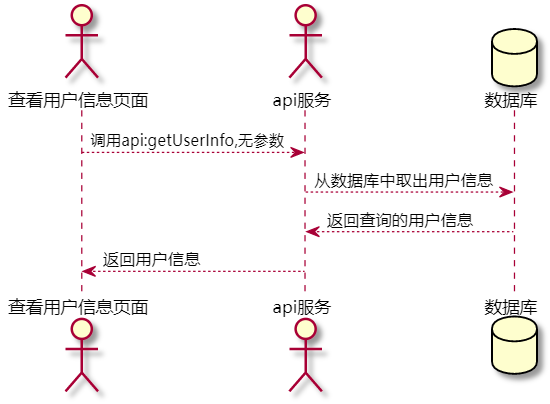 查看用户信息页面
api服务
数据库
调用api:getUserInfo,无参数
从数据库中取出用户信息
返回查询的用户信息
返回用户信息
查看用户信息页面
api服务
数据库